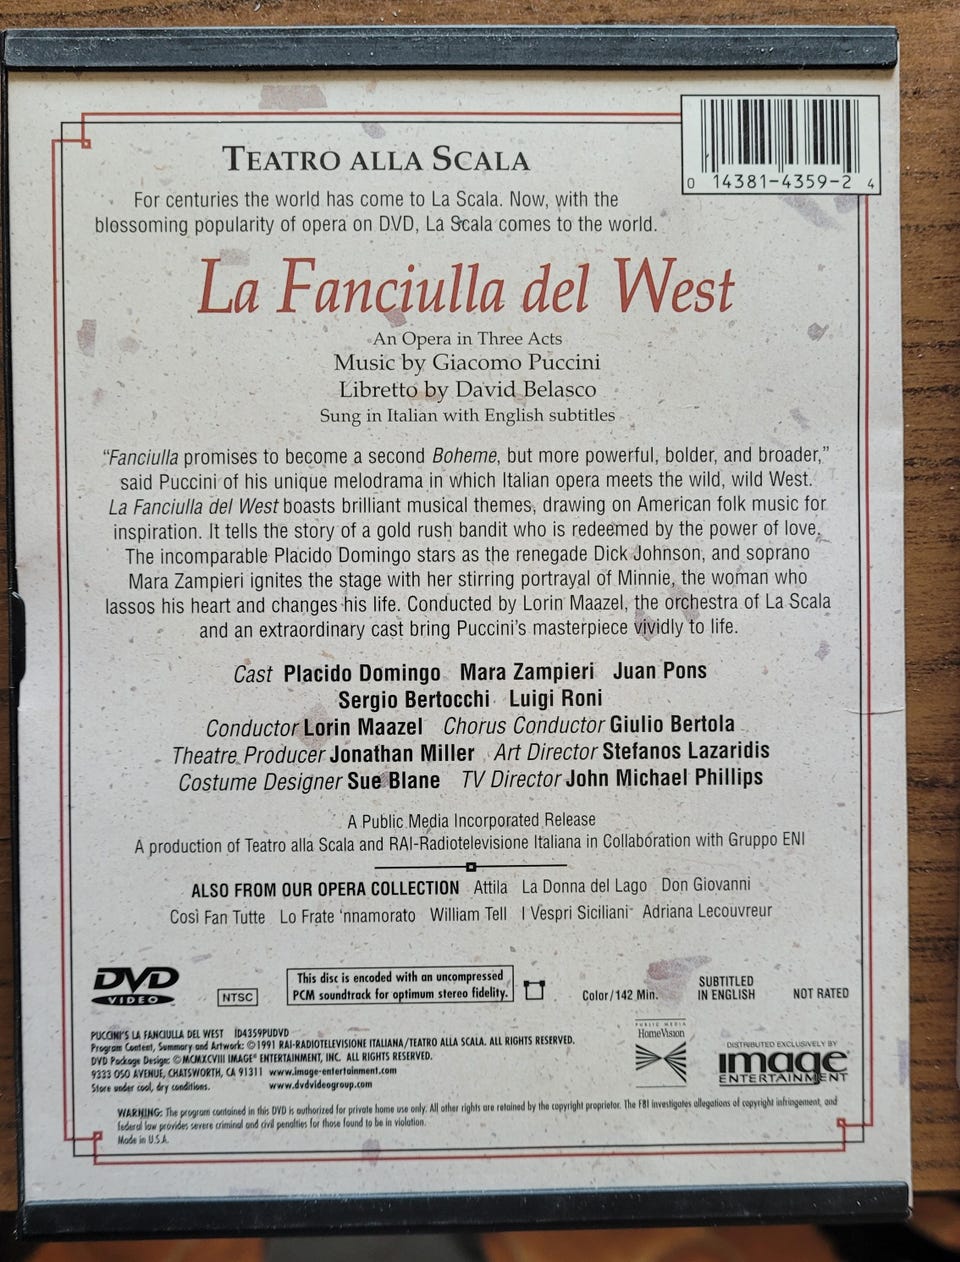 0 14381-4359-2 4
TEATRO ALLA SCALA
For centuries the world has come to La Scala. Now, with the
blossoming popularity of opera on DVD, La Scala comes to the world.
La Fanciulla del West
An Opera in Three Acts
Music by Giacomo Puccini
Libretto by David Belasco
Sung in Italian with English subtitles
“Fanciulla promises to become a second Boheme, but more powerful, bolder, and broader,”
said Puccini of his unique melodrama in which Italian opera meets the wild, wild West.
La Fanciulla del West boasts brilliant musical themes, drawing on American folk music for
inspiration. It tells the story of a gold rush bandit who is redeemed by the power of love.
The incomparable Placido Domingo stars as the renegade Dick Johnson, and soprano
Mara Zampieri ignites the stage with her stirring portrayal of Minnie, the woman who
lassos his heart and changes his life. Conducted by Lorin Maazel, the orchestra of La Scala
and an extraordinary cast bring Puccini’s masterpiece vividly to life.
Cast Placido Domingo Mara Zampieri Juan Pons
Sergio Bertocchi Luigi Roni
Conductor Lorin Maazel Chorus Conductor Giulio Bertola
Theatre Producer Jonathan Miller Art Director Stefanos Lazaridis
Costume Designer Sue Blane TV Director John Michael Phillips
A Public Media Incorporated Release
A production of Teatro alla Scala and RAI-Radiotelevisione Italiana in Collaboration with Gruppo ENI
ALSO FROM OUR OPERA COLLECTION Attila La Donna del Lago Don Giovanni
Così Fan Tutte Lo Frate ‘nnamorato William Tell I Vespri Siciliani Adriana Lecouvreur
DVD
VIDEO
NTSC
This disc is encoded with an uncompressed
PCM soundtrack for optimum stereo fidelity.
Color/142 Min.
SUBTITLED
IN ENGLISH
NOT RATED
PUCCINI'S LA FANCIULLA DEL WEST ID4359PUDVD
Program Content, Summary and Artwork: ©1991 RAI-RADIOTELEVISIONE ITALIANA/TEATRO ALLA SCALA. ALL RIGHTS RESERVED.
DVD Package Design: ©MCMXCVIII IMAGE® ENTERTAINMENT, INC. ALL RIGHTS RESERVED.
9333 OSO AVENUE, CHATSWORTH, CA 91311 www.image-entertainment.com
Store under cool, dry conditions. www.dvdvideogroup.com
PUBLIC MEDIA
HomeVision
DISTRIBUTED EXCLUSIVELY BY
image
ENTERTAINMENT
WARNING: The program contained in this DVD is authorized for private home use only. All other rights are retained by the copyright proprietor. The FBI investigates allegations of copyright infringement, and
federal law provides severe criminal and civil penalties for those found to be in violation.
Made in U.S.A.